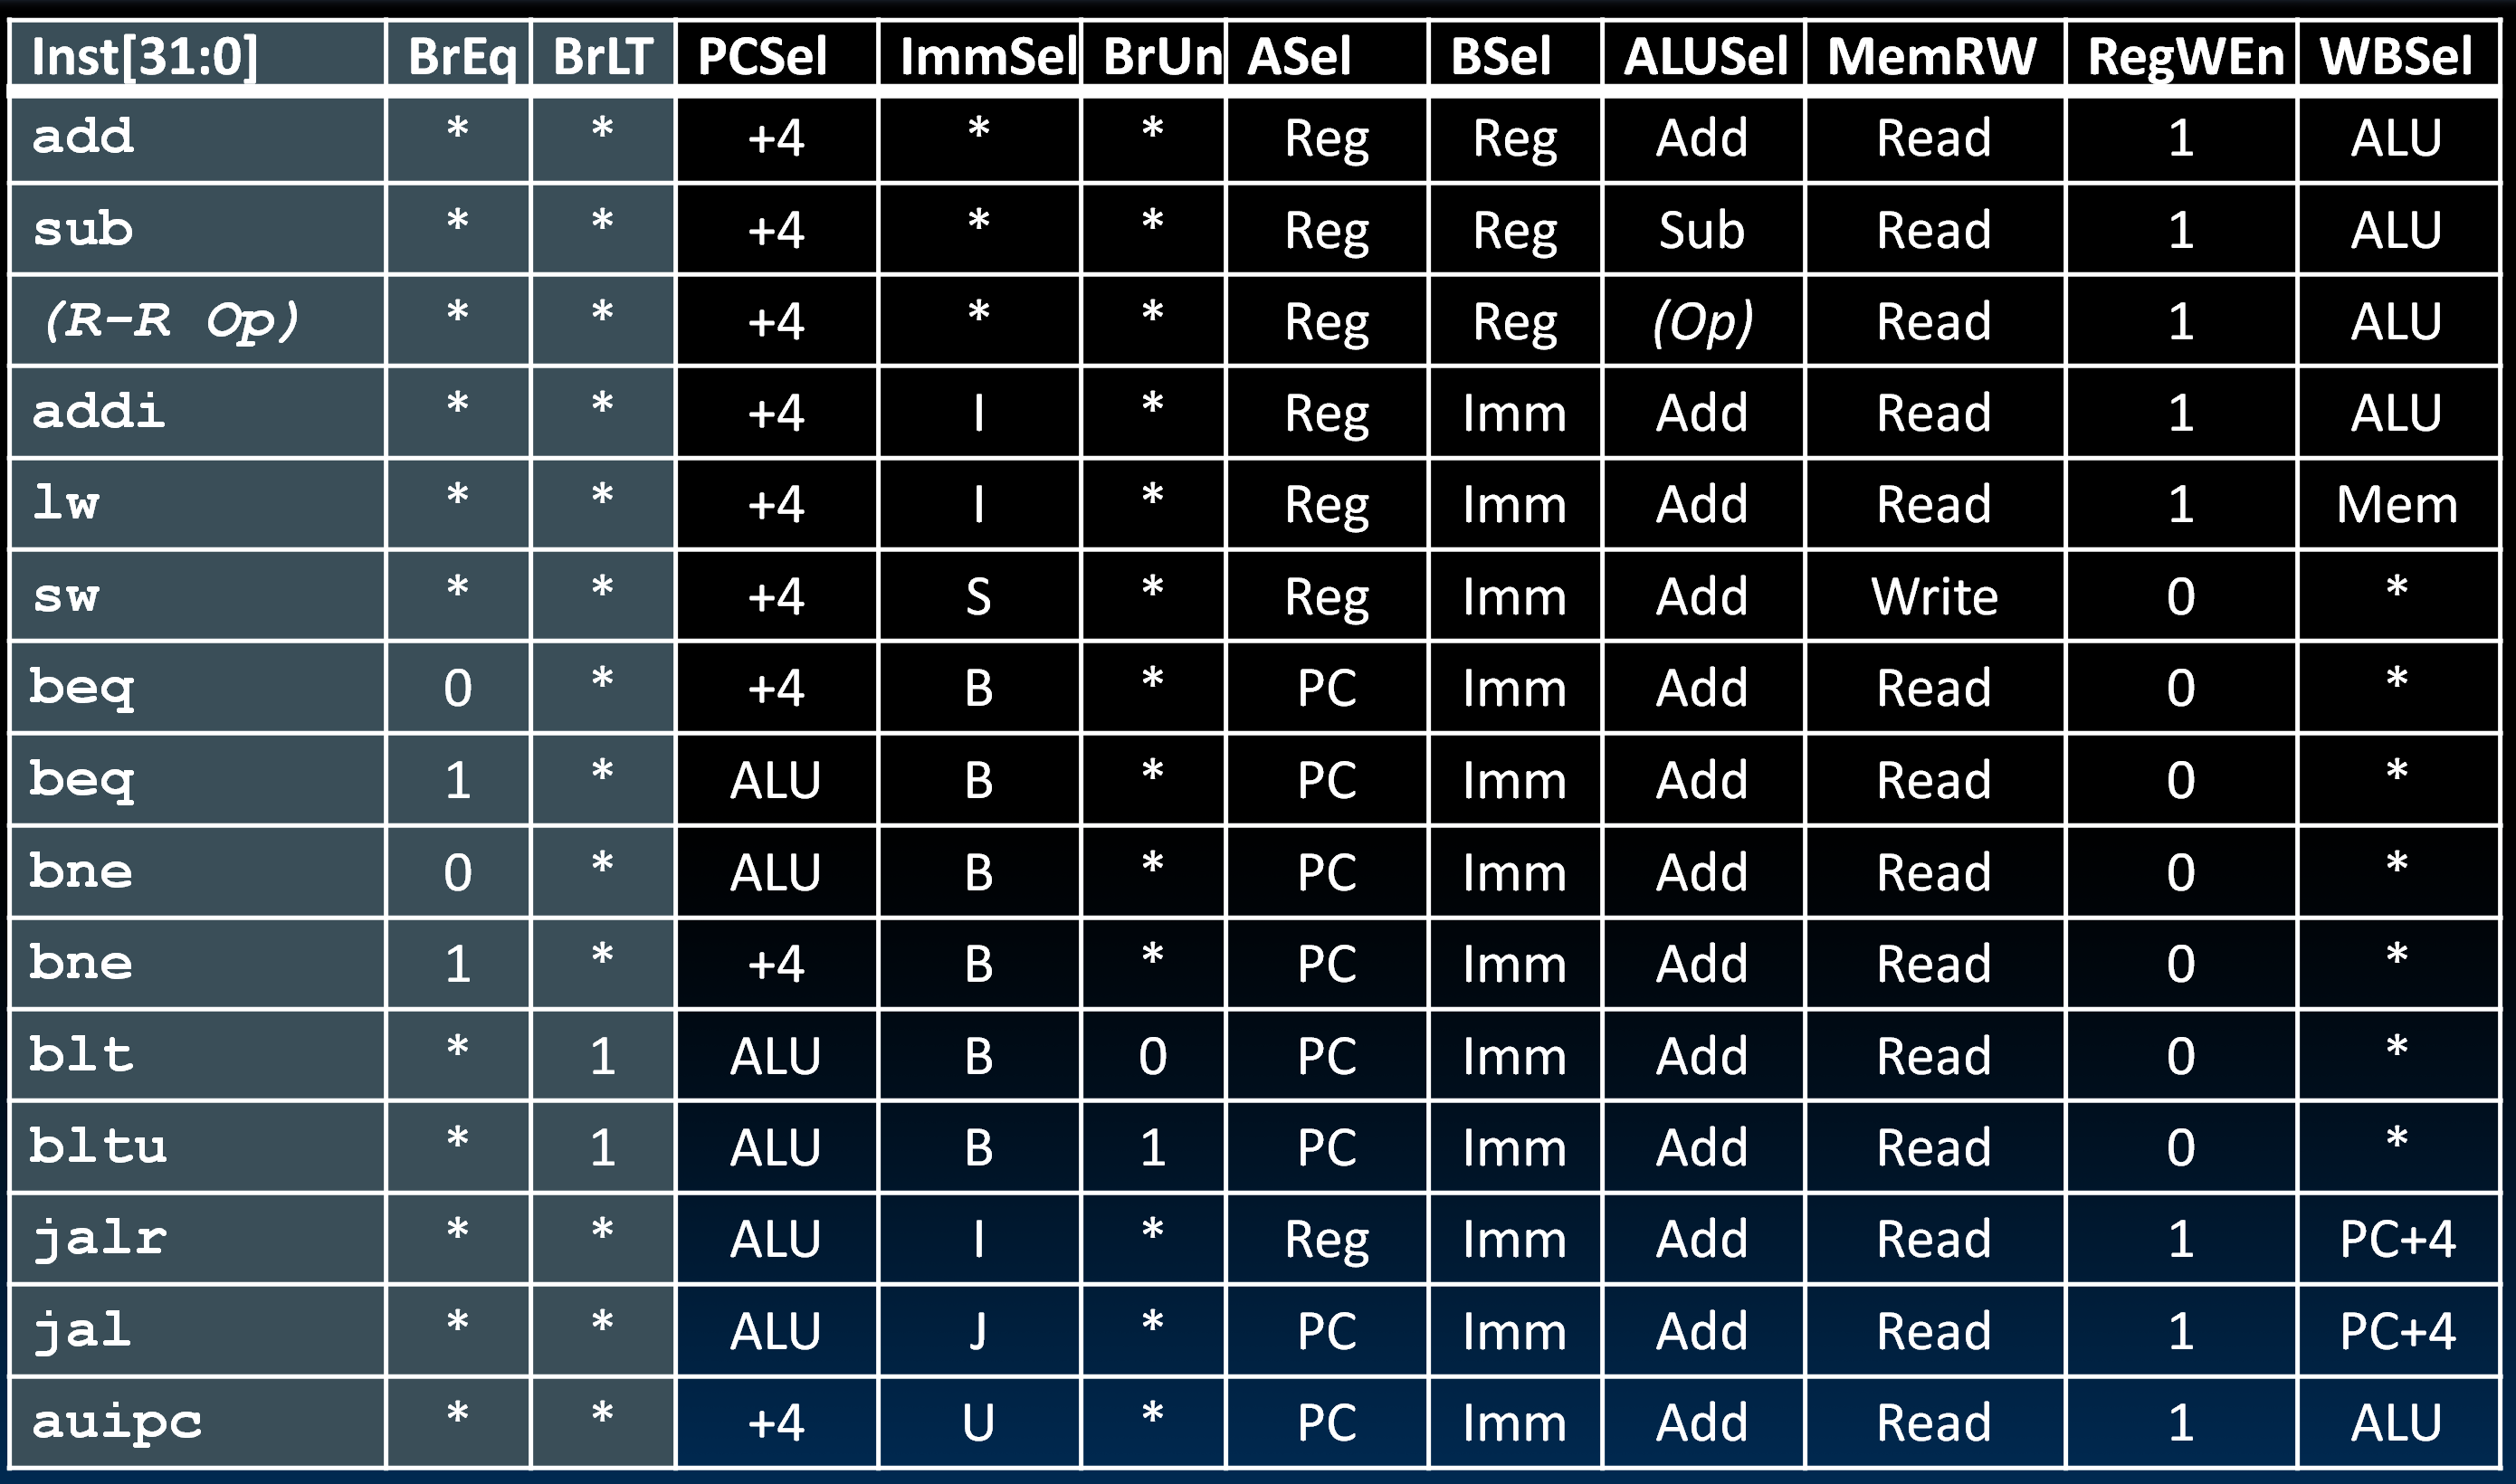 Inst[31:0] BrEq BrLT PCSel ImmSel BrUn ASel BSel ALUSel MemRW RegWEn WBSel
add * * +4 * * Reg Reg Add Read 1 ALU
sub * * +4 * * Reg Reg Sub Read 1 ALU
(R-R Op) * * +4 * * Reg Reg (Op) Read 1 ALU
addi * * +4 I * Reg Imm Add Read 1 ALU
lw * * +4 I * Reg Imm Add Read 1 Mem
sw * * +4 S * Reg Imm Add Write 0 *
beq 0 * +4 B * PC Imm Add Read 0 *
beq 1 * ALU B * PC Imm Add Read 0 *
bne 0 * ALU B * PC Imm Add Read 0 *
bne 1 * +4 B * PC Imm Add Read 0 *
blt * 1 ALU B 0 PC Imm Add Read 0 *
bltu * 1 ALU B 1 PC Imm Add Read 0 *
jalr * * ALU I * Reg Imm Add Read 1 PC+4
jal * * ALU J * PC Imm Add Read 1 PC+4
auipc * * +4 U * PC Imm Add Read 1 ALU